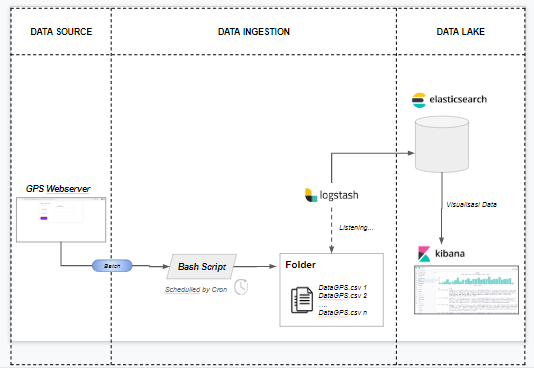 DATA SOURCE
DATA INGESTION
DATA LAKE
elasticsearch
GPS Webserver
logstash
Visualisasi Data
Listening...
kibana
Batch
Bash Script
Schedulled by Cron
Folder
DataGPS.csv 1
DataGPS.csv 2
....
DataGPS.csv n